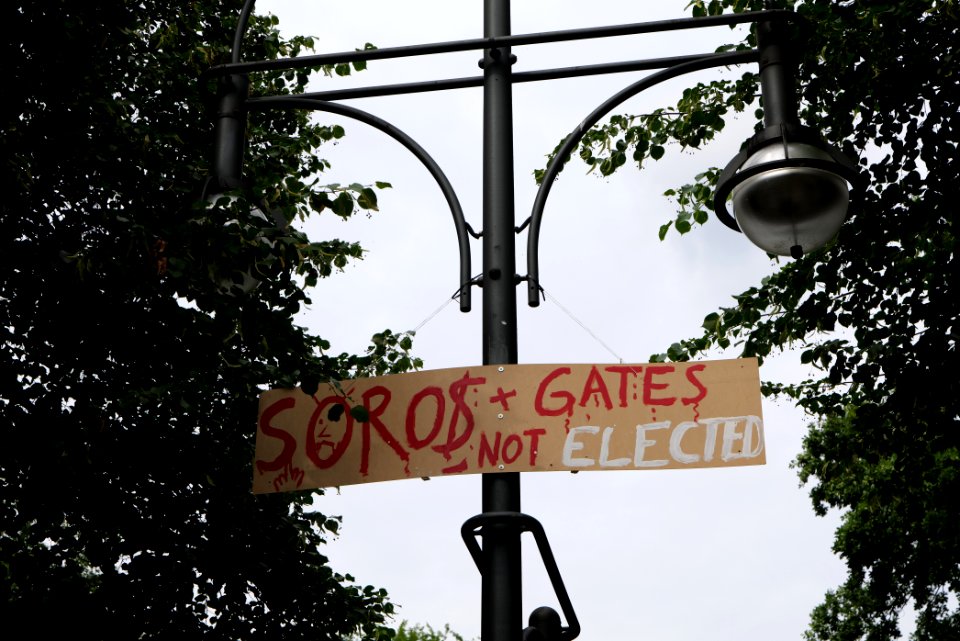 SORO$ + GATES
NOT ELECTED